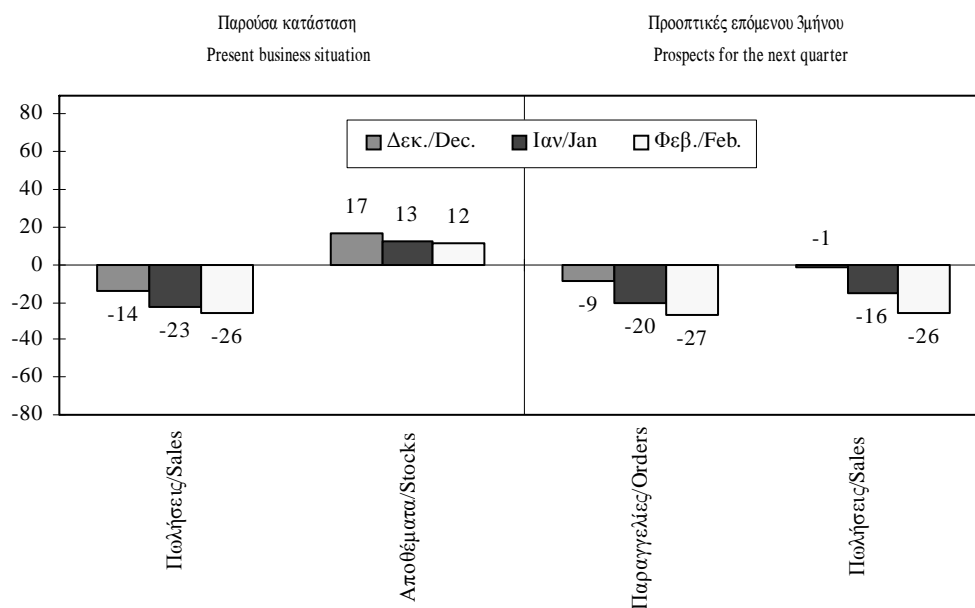 Παρούσα κατάσταση
Present business situation
Προοπτικές επόμενου 3μήνου
Prospects for the next quarter
80
60
40
20
0
-20
-40
-60
-80
Δεκ./Dec.
Ιαν/Jan
Φεβ./Feb.
-14
-23
-26
17
13
12
-9
-20
-27
-1
-16
-26
Πωλήσεις/Sales
Αποθέματα/Stocks
Παραγγελίες/Orders
Πωλήσεις/Sales